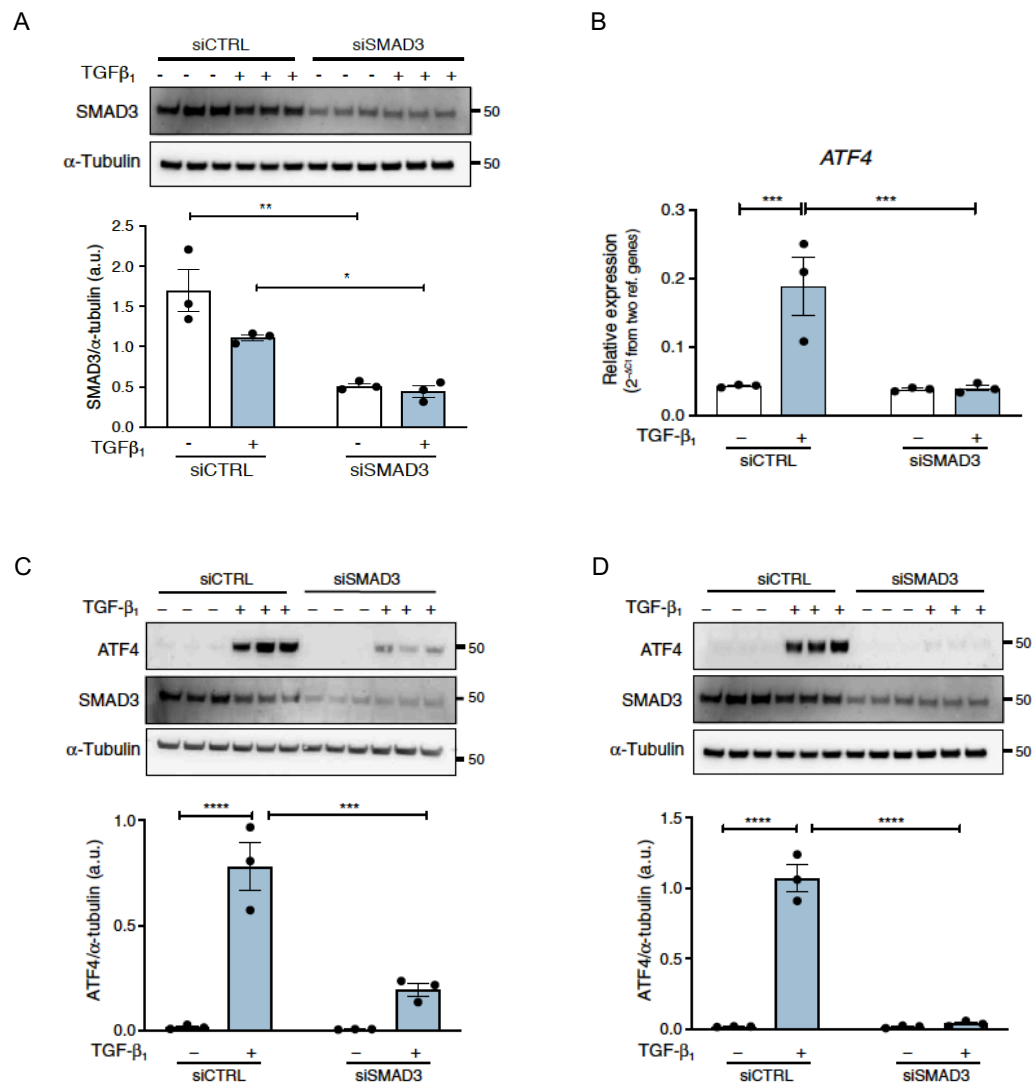 A
siCTRL siSMAD3
TGFβ₁ - - - + + + - - - + + +
SMAD3 50
α-Tubulin 50
** 
*
SMAD3/α-tubulin (a.u.)
2.5
2.0
1.5
1.0
0.5
0.0
TGFβ₁ - + - +
siCTRL siSMAD3
B
ATF4
*** ***
Relative expression
(2^-ΔCt from two ref. genes)
0.3
0.2
0.1
0.0
TGF-β₁ – + – +
siCTRL siSMAD3
C
siCTRL siSMAD3
TGF-β₁ – – – + + + – – – + + +
ATF4 50
SMAD3 50
α-Tubulin 50
**** ***
ATF4/α-tubulin (a.u.)
1.0
0.5
0.0
TGF-β₁ – + – +
siCTRL siSMAD3
D
siCTRL siSMAD3
TGF-β₁ – – – + + + – – – + + +
ATF4 50
SMAD3 50
α-Tubulin 50
**** ****
ATF4/α-tubulin (a.u.)
1.5
1.0
0.5
0.0
TGF-β₁ – + – +
siCTRL siSMAD3